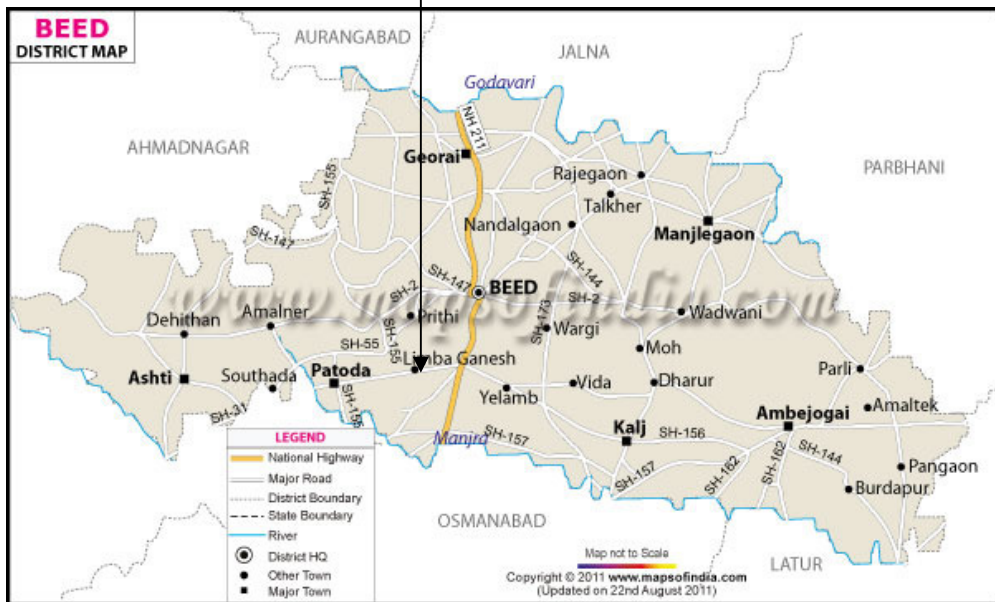 BEED
DISTRICT MAP
AURANGABAD
JALNA
Godavari
AHMADNAGAR
NH 211
Georai
PARBHANI
SH-155
Rajegaon
Talkher
Nandalgaon
Manjlegaon
SH-147
SH-144
SH-147
BEED
SH-2
SH-2
www.mapsofindia.com
SH-173
Dehithan
Amalner
Prithi
Wargi
Wadwani
SH-55
SH-155
Moh
Limba Ganesh
Parli
Ashti
Southada
Patoda
Yelamb
Vida
Dharur
SH-31
SH-155
Amaltek
Ambejogai
Manjra
SH-157
Kalj
SH-156
SH-144
SH-157
SH-162
SH-162
Pangaon
Burdapur
LEGEND
National Highway
Major Road
District Boundary
State Boundary
River
District HQ
Other Town
Major Town
OSMANABAD
LATUR
Map not to Scale
Copyright © 2011 www.mapsofindia.com
(Updated on 22nd August 2011)